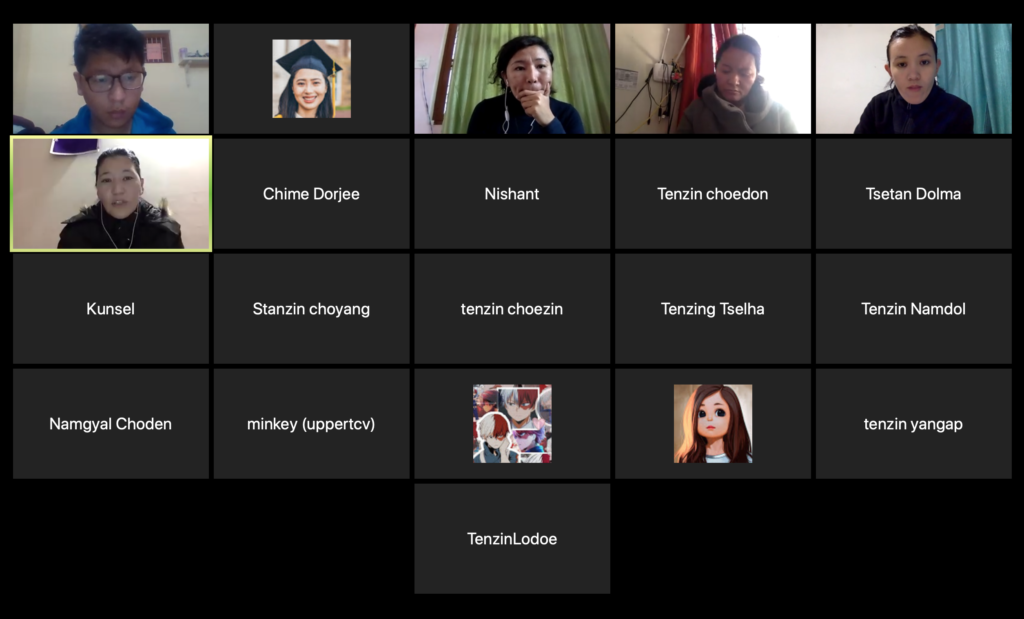 Chime Dorjee
Nishant
Tenzin choedon
Tsetan Dolma
Kunsel
Stanzin choyang
tenzin choezin
Tenzing Tselha
Tenzin Namdol
Namgyal Choden
minkey (uppertcv)
tenzin yangap
TenzinLodoe